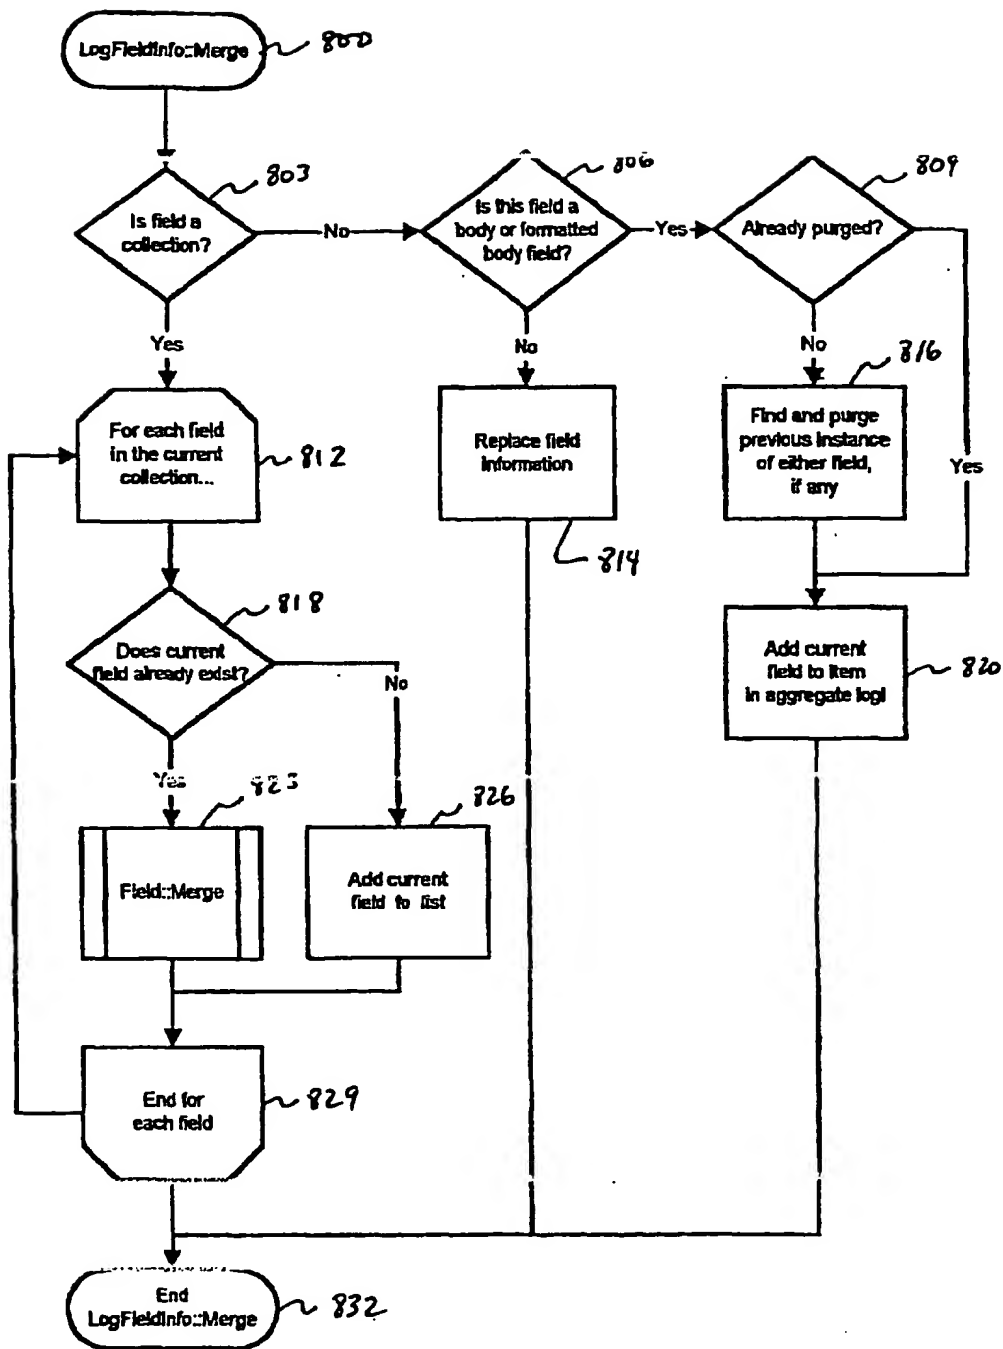 LogFieldInfo::Merge
800
803
Is field a
collection?
No
806
Is this field a
body or formatted
body field?
Yes
809
Already purged?
Yes
No
No
816
Yes
For each field
in the current
collection...
812
Replace field
information
814
Find and purge
previous instance
of either field,
if any
818
Does current
field already exist?
No
Add current
field to item
in aggregate logl
820
Yes
823
826
Field::Merge
Add current
field to list
End for
each field
829
End
LogFieldInfo::Merge
832